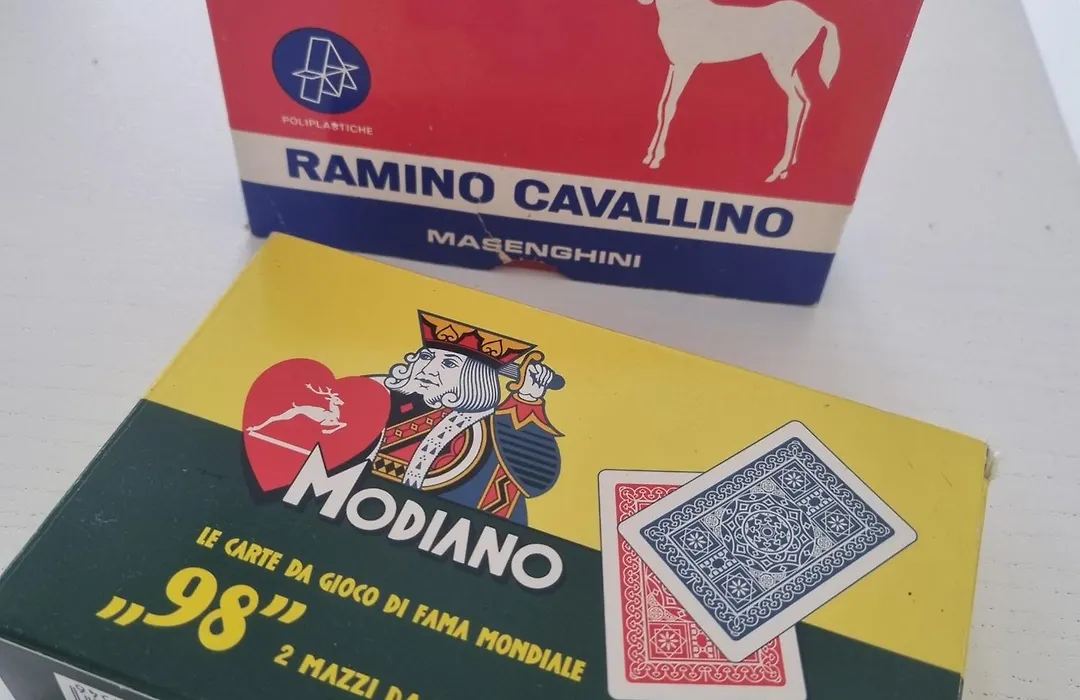 POLIPLASTICHE
RAMINO CAVALLINO
MASENGHINI
MODIANO
LE CARTE DA GIOCO DI FAMA MONDIALE
„98”
2 MAZZI DA